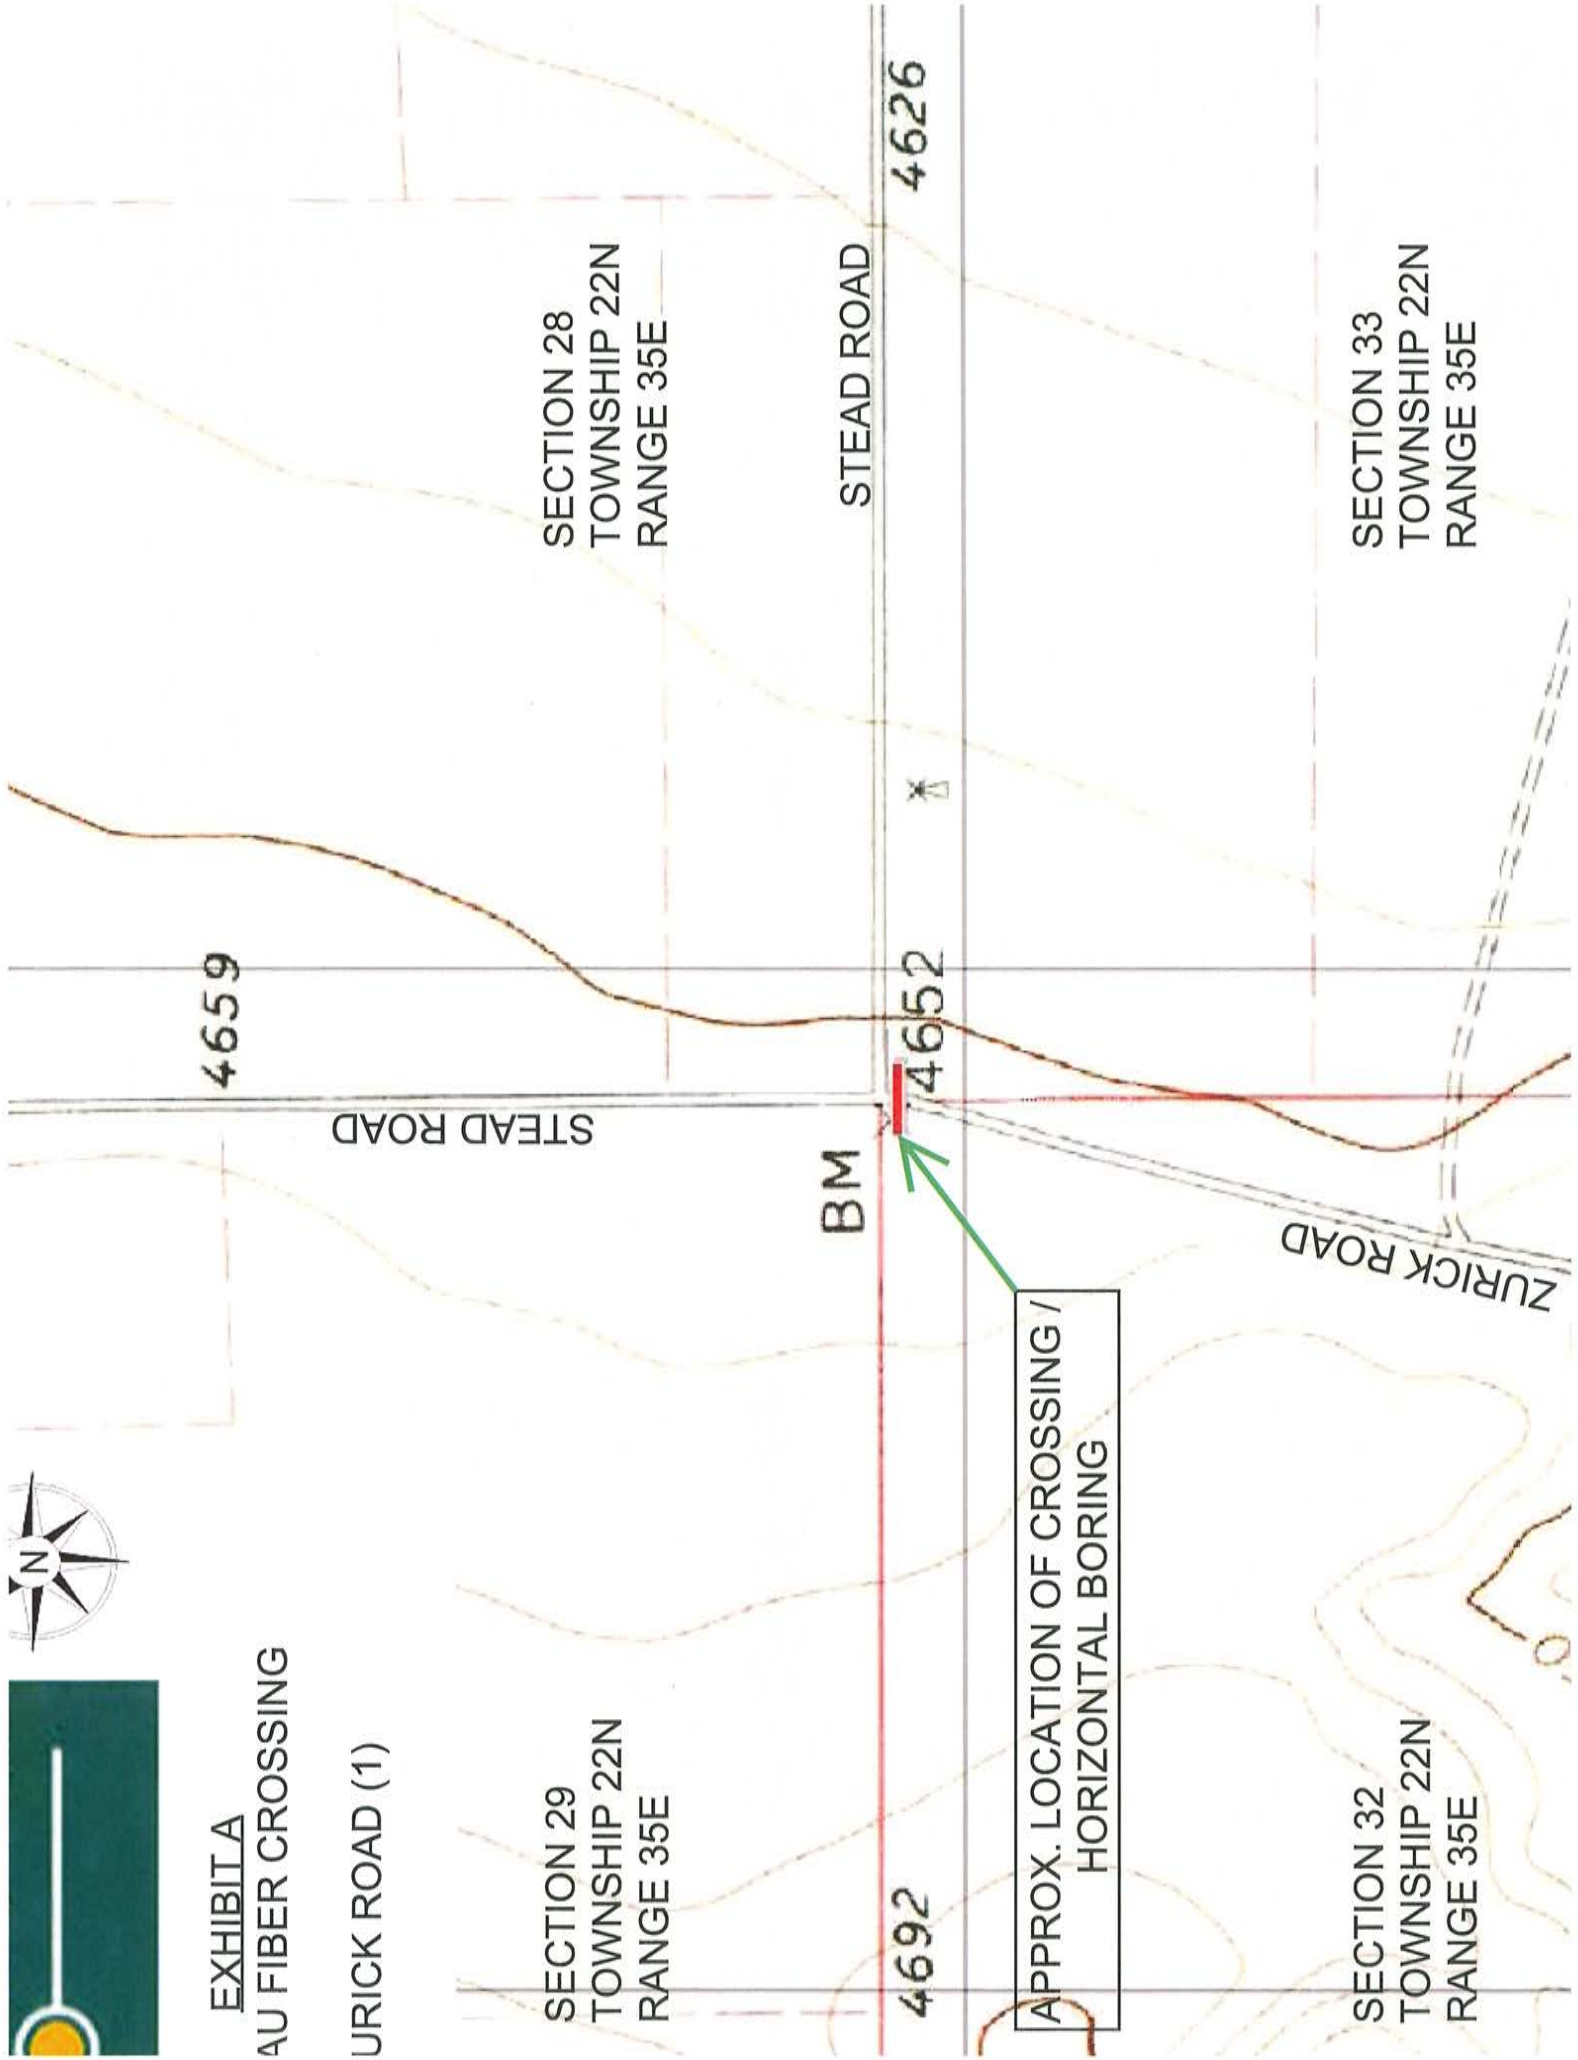 N
EXHIBIT A
AU FIBER CROSSING
URICK ROAD (1)
4659
STEAD ROAD
SECTION 29
TOWNSHIP 22N
RANGE 35E
SECTION 28
TOWNSHIP 22N
RANGE 35E
BM
STEAD ROAD
4692
4652
4626
APPROX. LOCATION OF CROSSING /
HORIZONTAL BORING
ZURICK ROAD
SECTION 32
TOWNSHIP 22N
RANGE 35E
SECTION 33
TOWNSHIP 22N
RANGE 35E